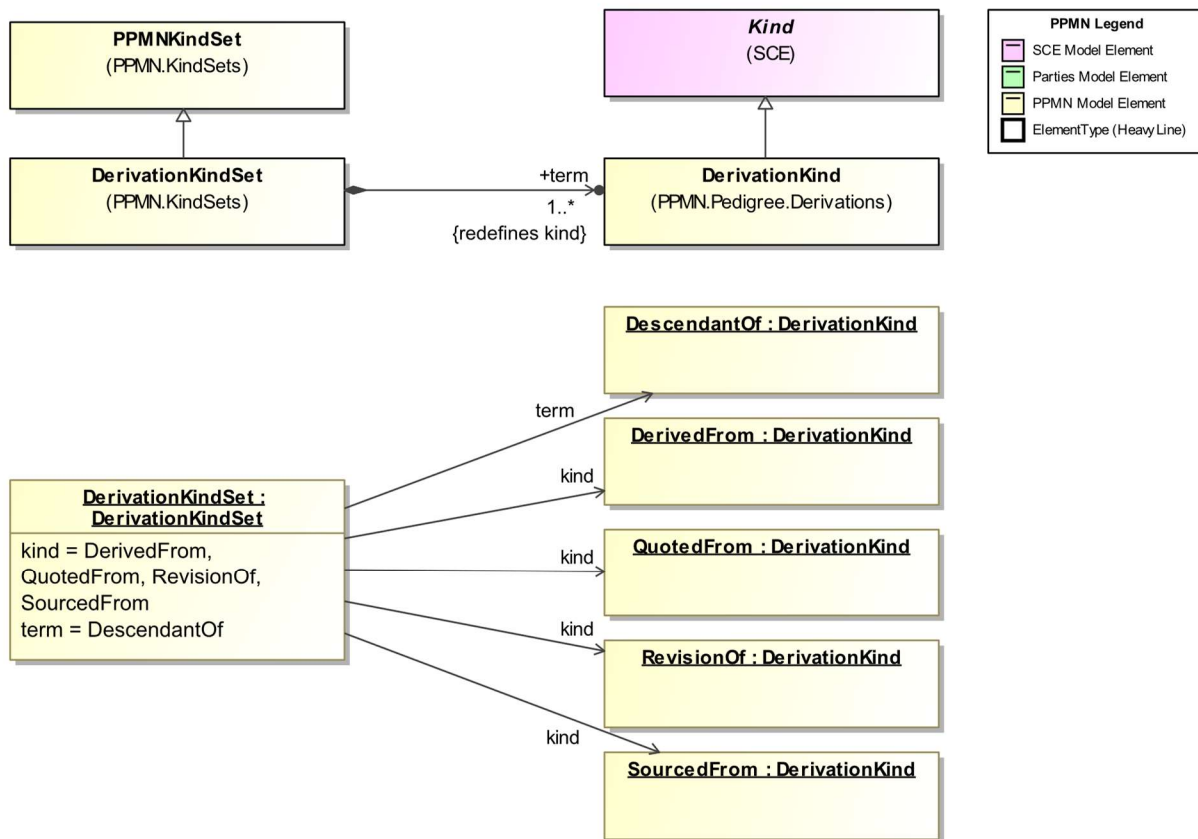 PPMNKindSet
(PPMN.KindSets)
Kind
(SCE)
PPMN Legend
SCE Model Element
Parties Model Element
PPMN Model Element
ElementType (Heavy Line)
DerivationKindSet
(PPMN.KindSets)
+term
1..*
{redefines kind}
DerivationKind
(PPMN.Pedigree.Derivations)
DescendantOf : DerivationKind
term
DerivedFrom : DerivationKind
kind
DerivationKindSet :
DerivationKindSet
kind = DerivedFrom,
QuotedFrom, RevisionOf,
SourcedFrom
term = DescendantOf
QuotedFrom : DerivationKind
kind
kind
RevisionOf : DerivationKind
kind
SourcedFrom : DerivationKind